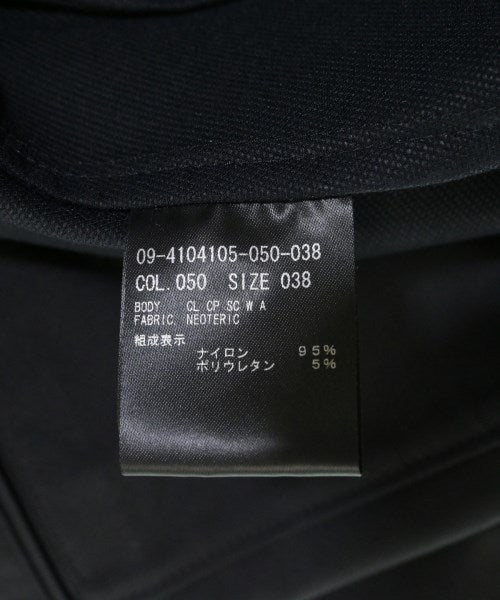 09-4104105-050-038
COL. 050 SIZE 038
BODY CL CP SC W A
FABRIC NEOTERIC
組成表示
ナイロン 95%
ポリウレタン 5%